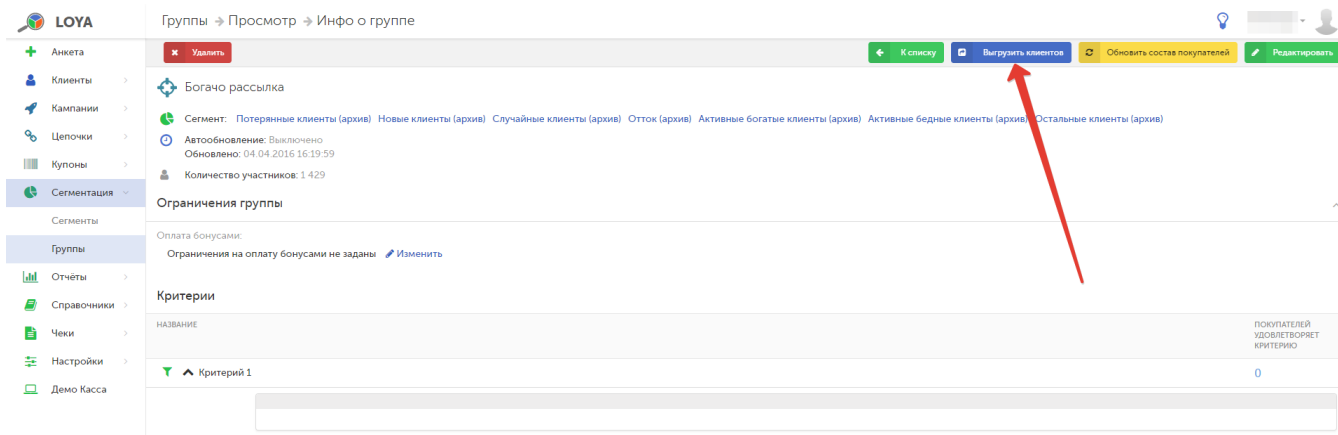 LOYA
Группы → Просмотр → Инфо о группе
Анкета
Клиенты
Кампании
Цепочки
Купоны
Сегментация
Сегменты
Группы
Отчёты
Справочники
Чеки
Настройки
Демо Касса
Удалить
К списку
Выгрузить клиентов
Обновить состав покупателей
Редактировать
Богачо рассылка
Сегмент: Потерянные клиенты (архив) Новые клиенты (архив) Случайные клиенты (архив) Отток (архив) Активные богатые клиенты (архив) Активные бедные клиенты (архив) Остальные клиенты (архив)
Автообновление: Выключено
Обновлено: 04.04.2016 16:19:59
Количество участников: 1 429
Ограничения группы
Оплата бонусами:
Ограничения на оплату бонусами не заданы Изменить
Критерии
НАЗВАНИЕ
ПОКУПАТЕЛЕЙ
УДОВЛЕТВОРЯЕТ
КРИТЕРИЮ
Критерий 1
0